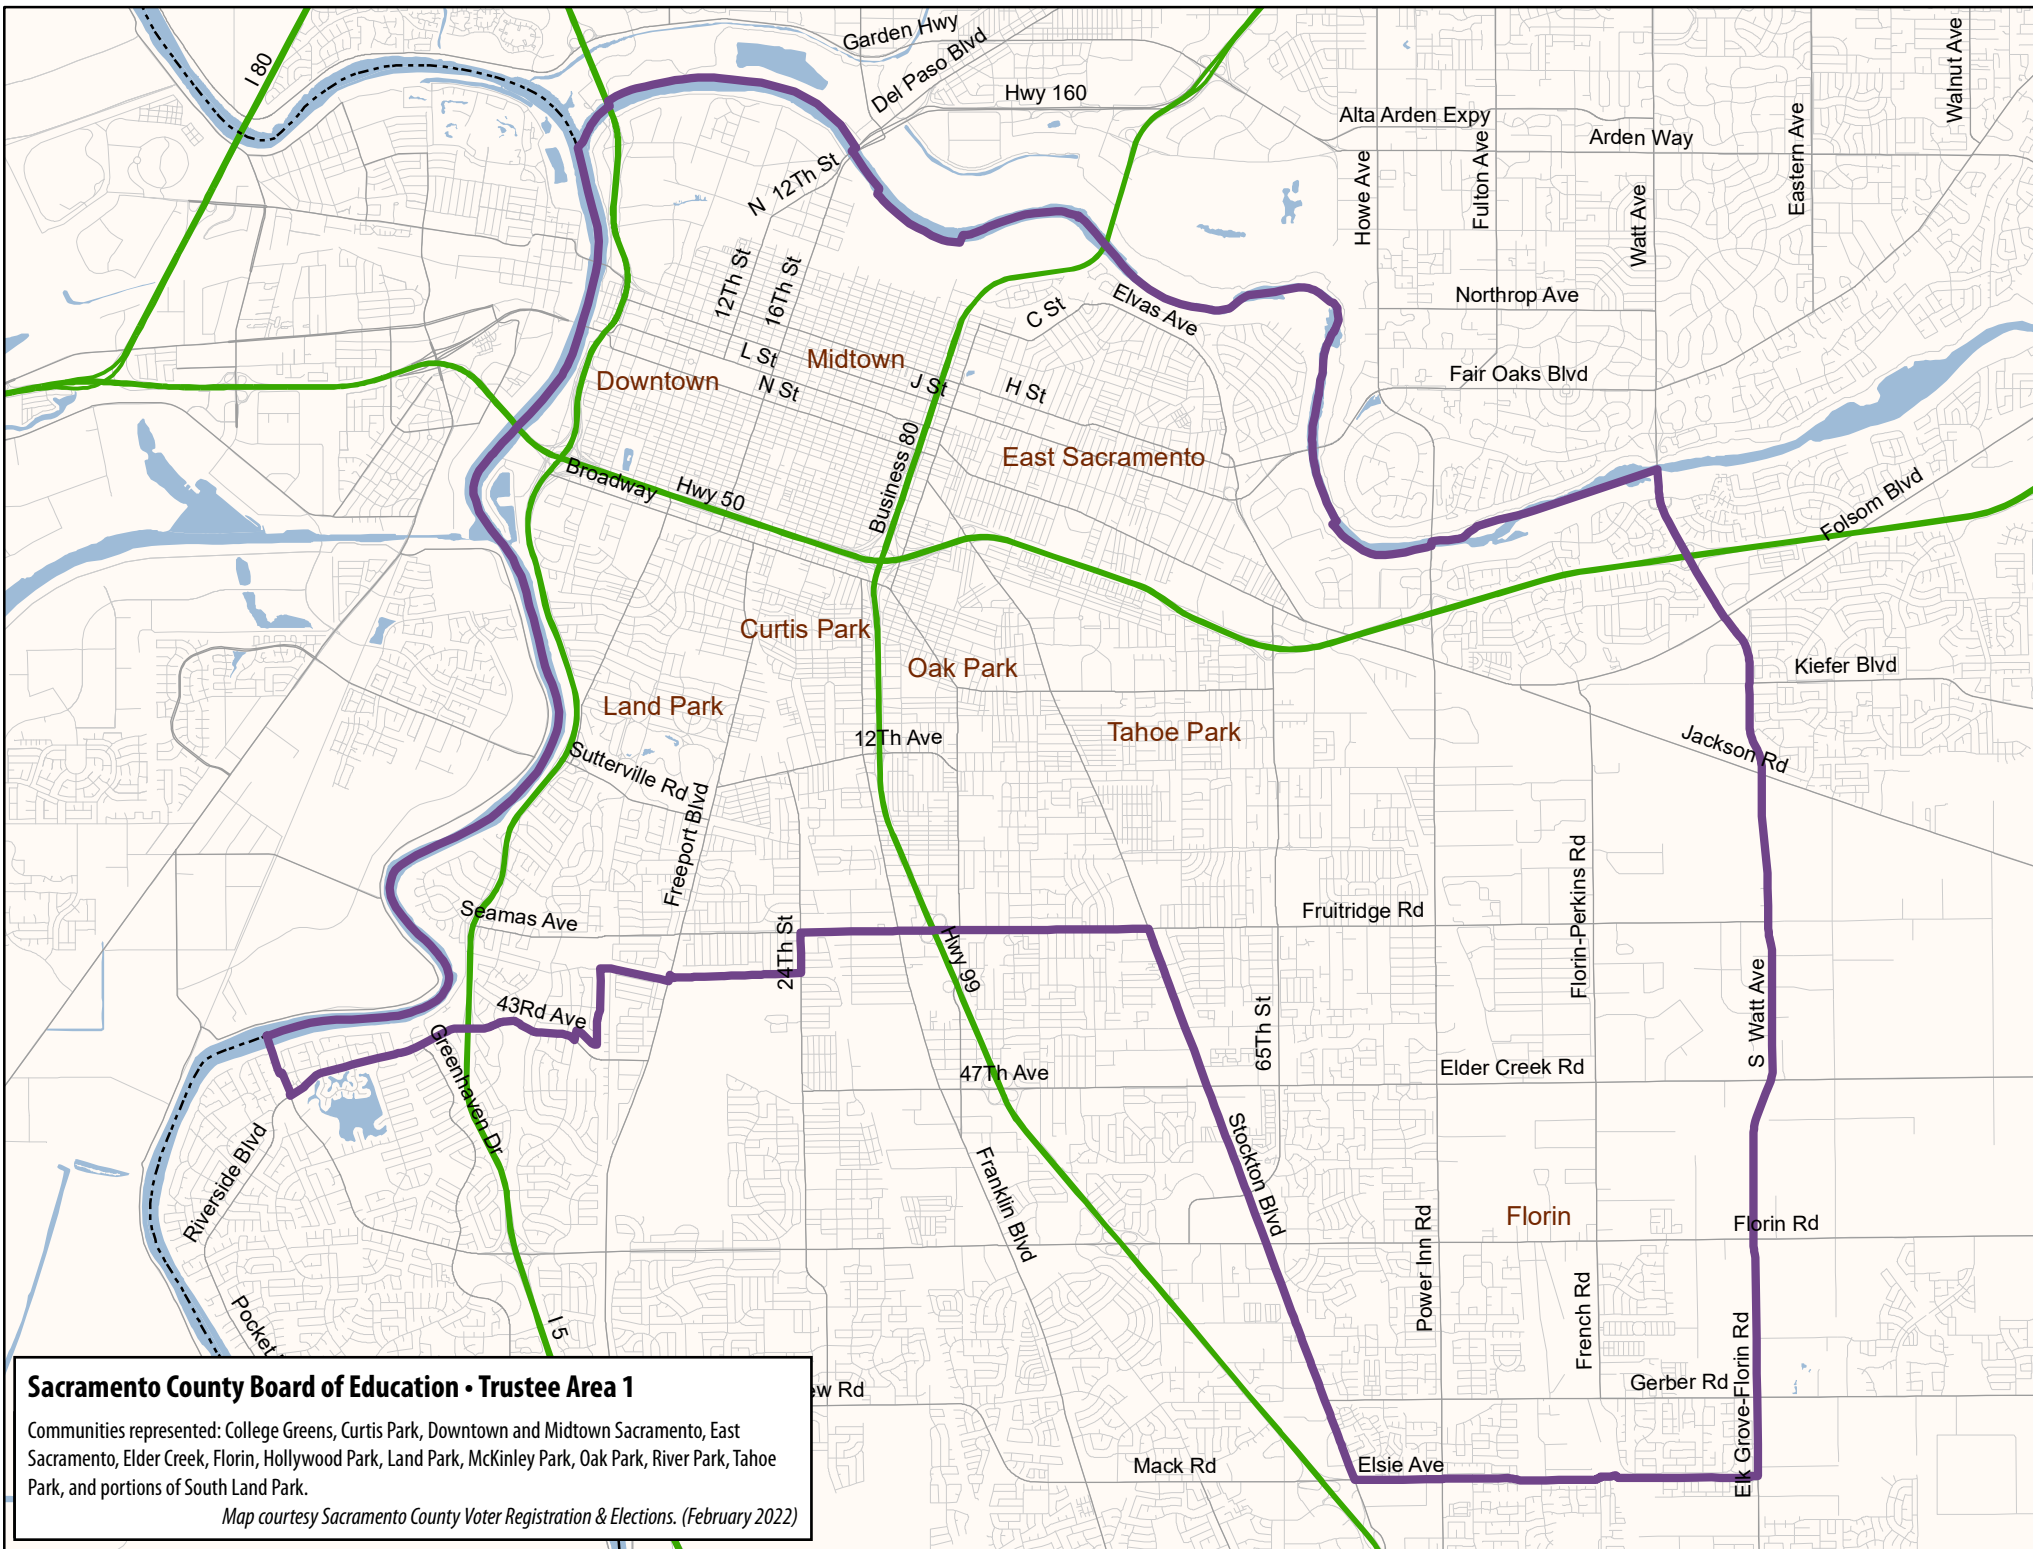 Garden Hwy
Del Paso Blvd
I 80
Hwy 160
Walnut Ave
Alta Arden Expy
Arden Way
Eastern Ave
Fulton Ave
Howe Ave
Watt Ave
N 12Th St
12Th St
16Th St
Elvas Ave
C St
Northrop Ave
L St
Midtown
Downtown
N St
J St
H St
Fair Oaks Blvd
East Sacramento
Business 80
Broadway
Hwy 50
Folsom Blvd
Curtis Park
Oak Park
Kiefer Blvd
Land Park
Tahoe Park
12Th Ave
Jackson Rd
Sutterville Rd
Freeport Blvd
Florin-Perkins Rd
Seamas Ave
Fruitridge Rd
24Th St
Hwy 99
43Rd Ave
S Watt Ave
65Th St
Greenhaven Dr
47Th Ave
Elder Creek Rd
Riverside Blvd
Stockton Blvd
Franklin Blvd
Florin
Florin Rd
Power Inn Rd
French Rd
Pocket
I 5
Elk Grove-Florin Rd
Gerber Rd
ew Rd
Mack Rd
Elsie Ave
Sacramento County Board of Education • Trustee Area 1
Communities represented: College Greens, Curtis Park, Downtown and Midtown Sacramento, East
Sacramento, Elder Creek, Florin, Hollywood Park, Land Park, McKinley Park, Oak Park, River Park, Tahoe
Park, and portions of South Land Park.
Map courtesy Sacramento County Voter Registration & Elections. (February 2022)